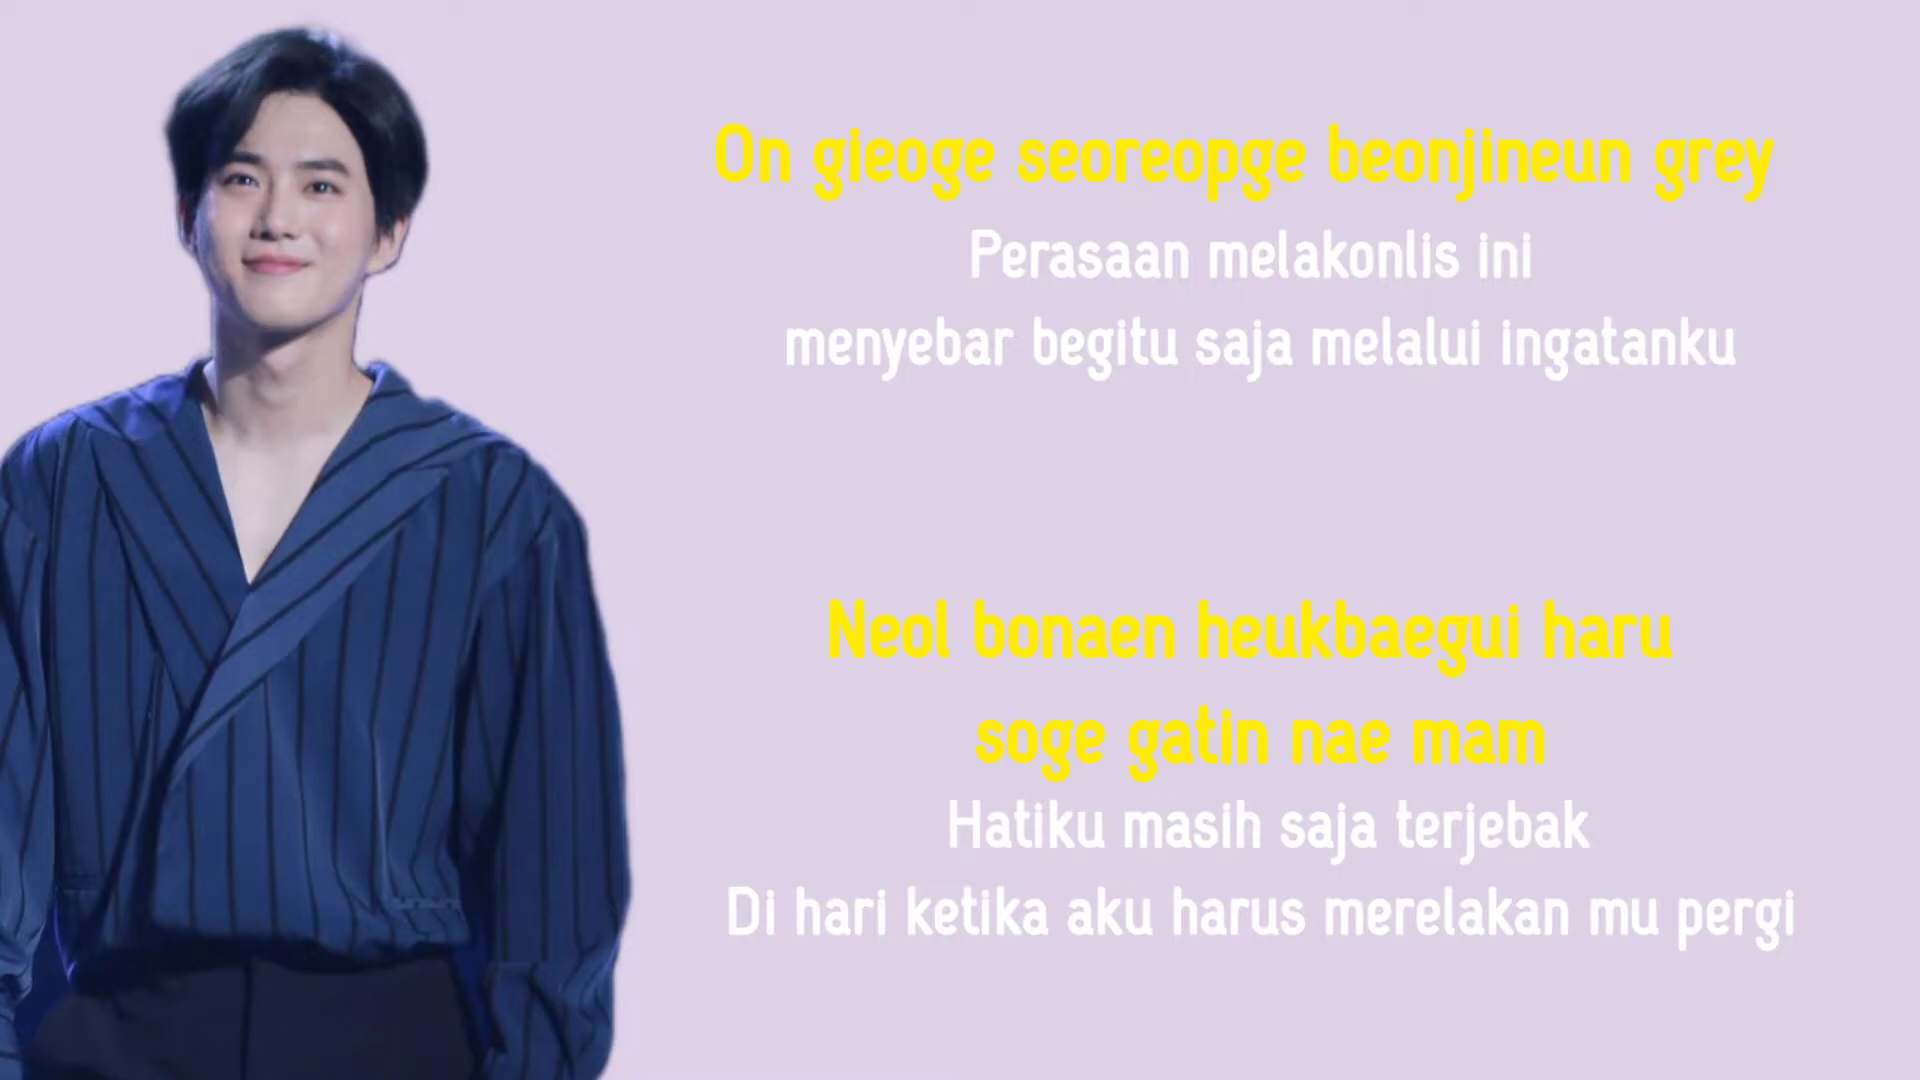 On gieoge seoreopge beonjineun grey
Perasaan melakonlis ini
menyebar begitu saja melalui ingatanku
Neol bonaen heukbaegui haru
soge gatin nae mam
Hatiku masih saja terjebak
Di hari ketika aku harus merelakan mu pergi